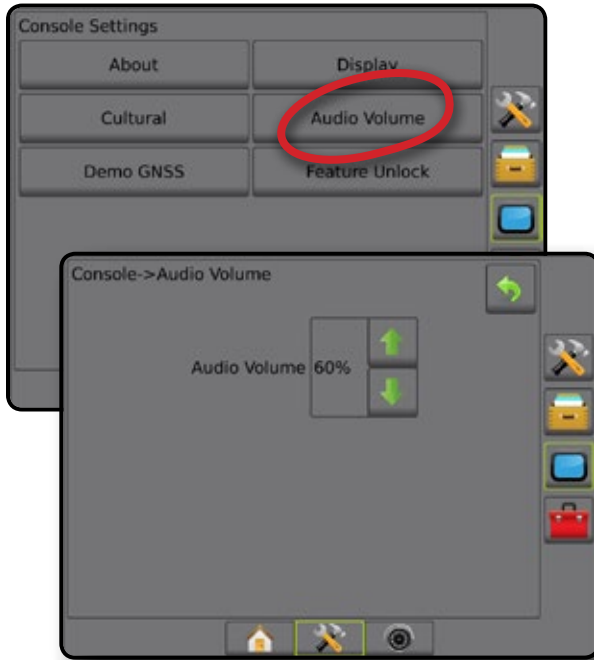 Console Settings
About
Display
Cultural
Audio Volume
Demo GNSS
Feature Unlock
Console->Audio Volume
Audio Volume 60%